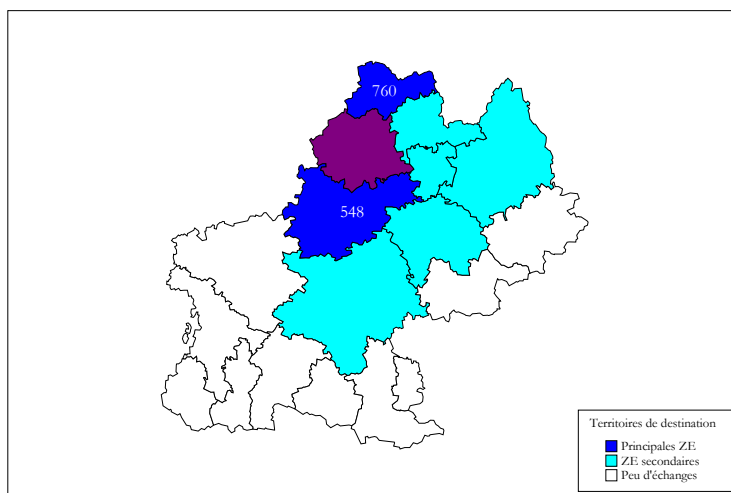 760
548
Territoires de destination
Principales ZE
ZE secondaires
Peu d'échanges